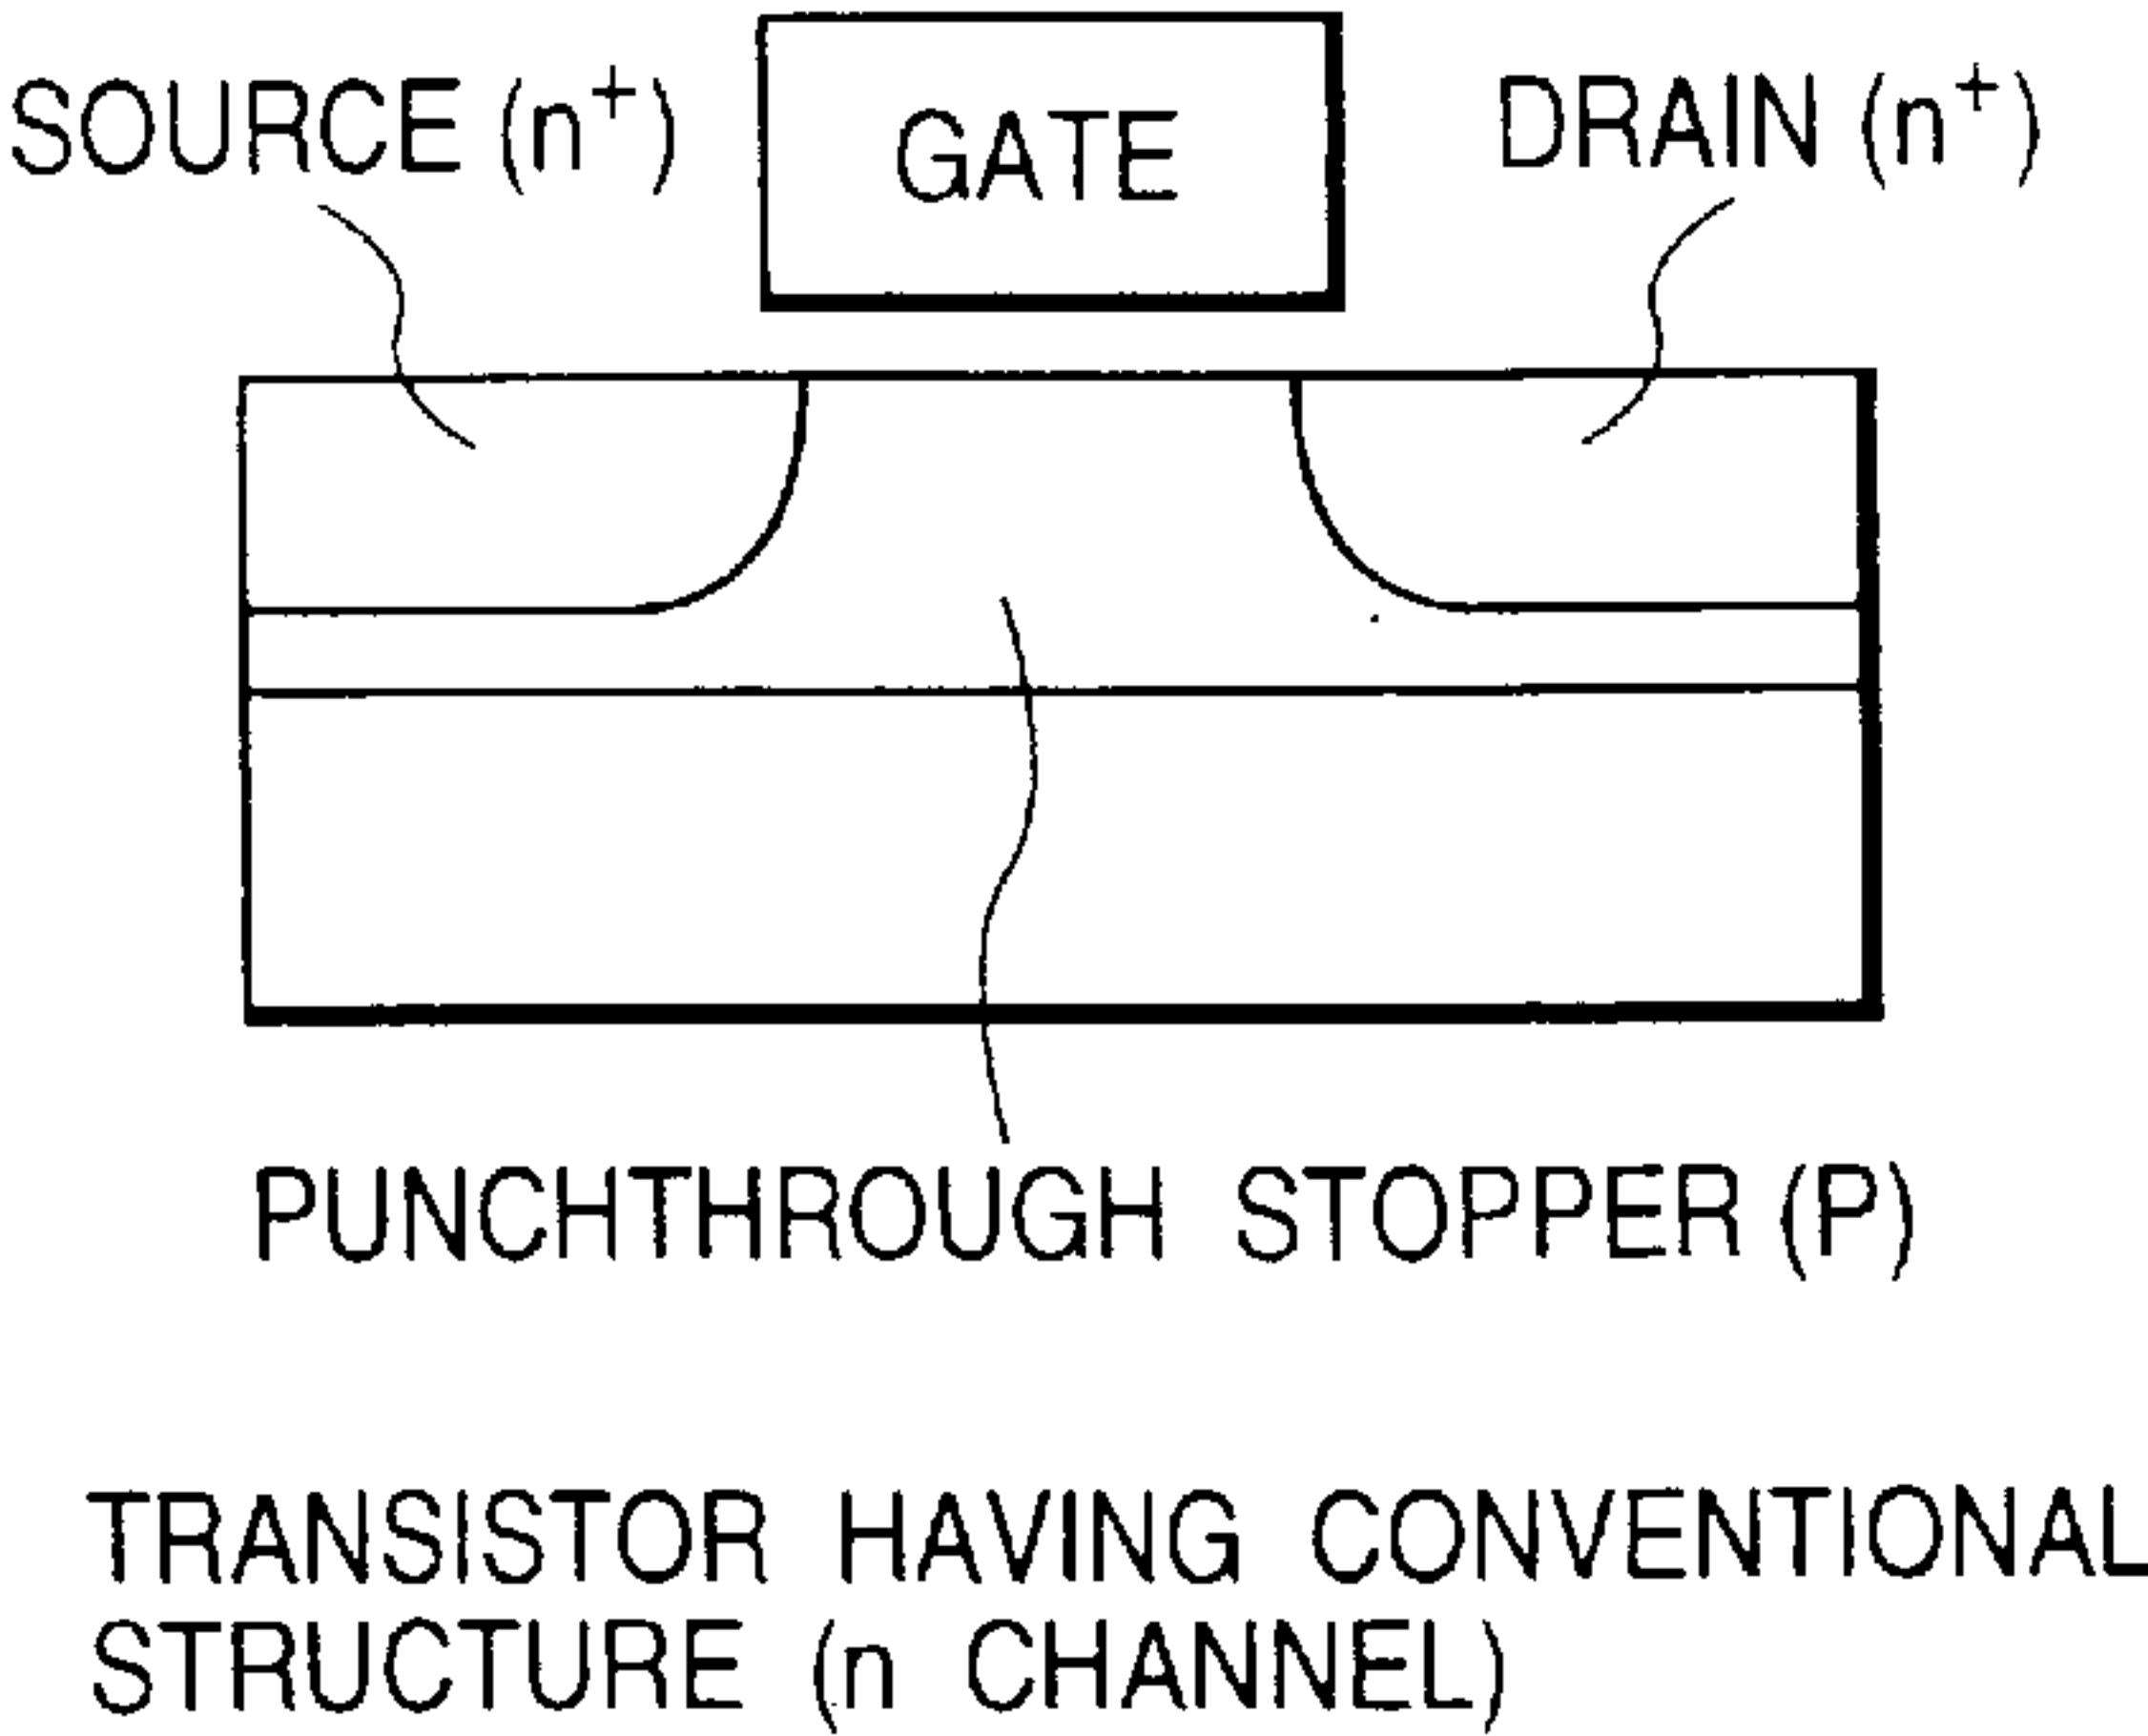 SOURCE (n+)
GATE
DRAIN (n+)
PUNCHTHROUGH STOPPER (P)
TRANSISTOR HAVING CONVENTIONAL
STRUCTURE (n CHANNEL)